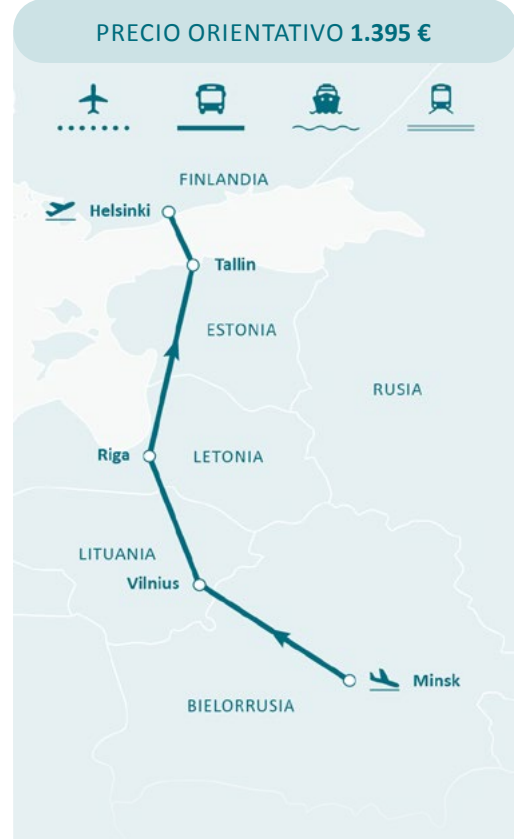 PRECIO ORIENTATIVO 1.395 €
FINLANDIA
Helsinki
Tallin
ESTONIA
RUSIA
Riga
LETONIA
LITUANIA
Vilnius
Minsk
BIELORRUSIA